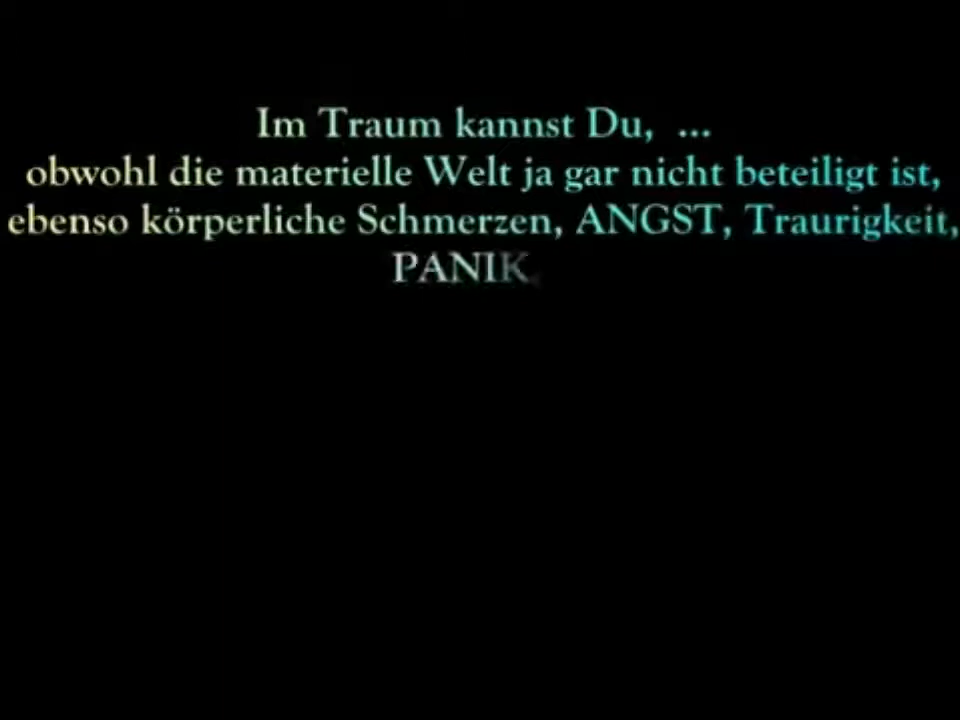 Im Traum kannst Du, ...
obwohl die materielle Welt ja gar nicht beteiligt ist,
ebenso körperliche Schmerzen, ANGST, Traurigkeit,
PANIK,